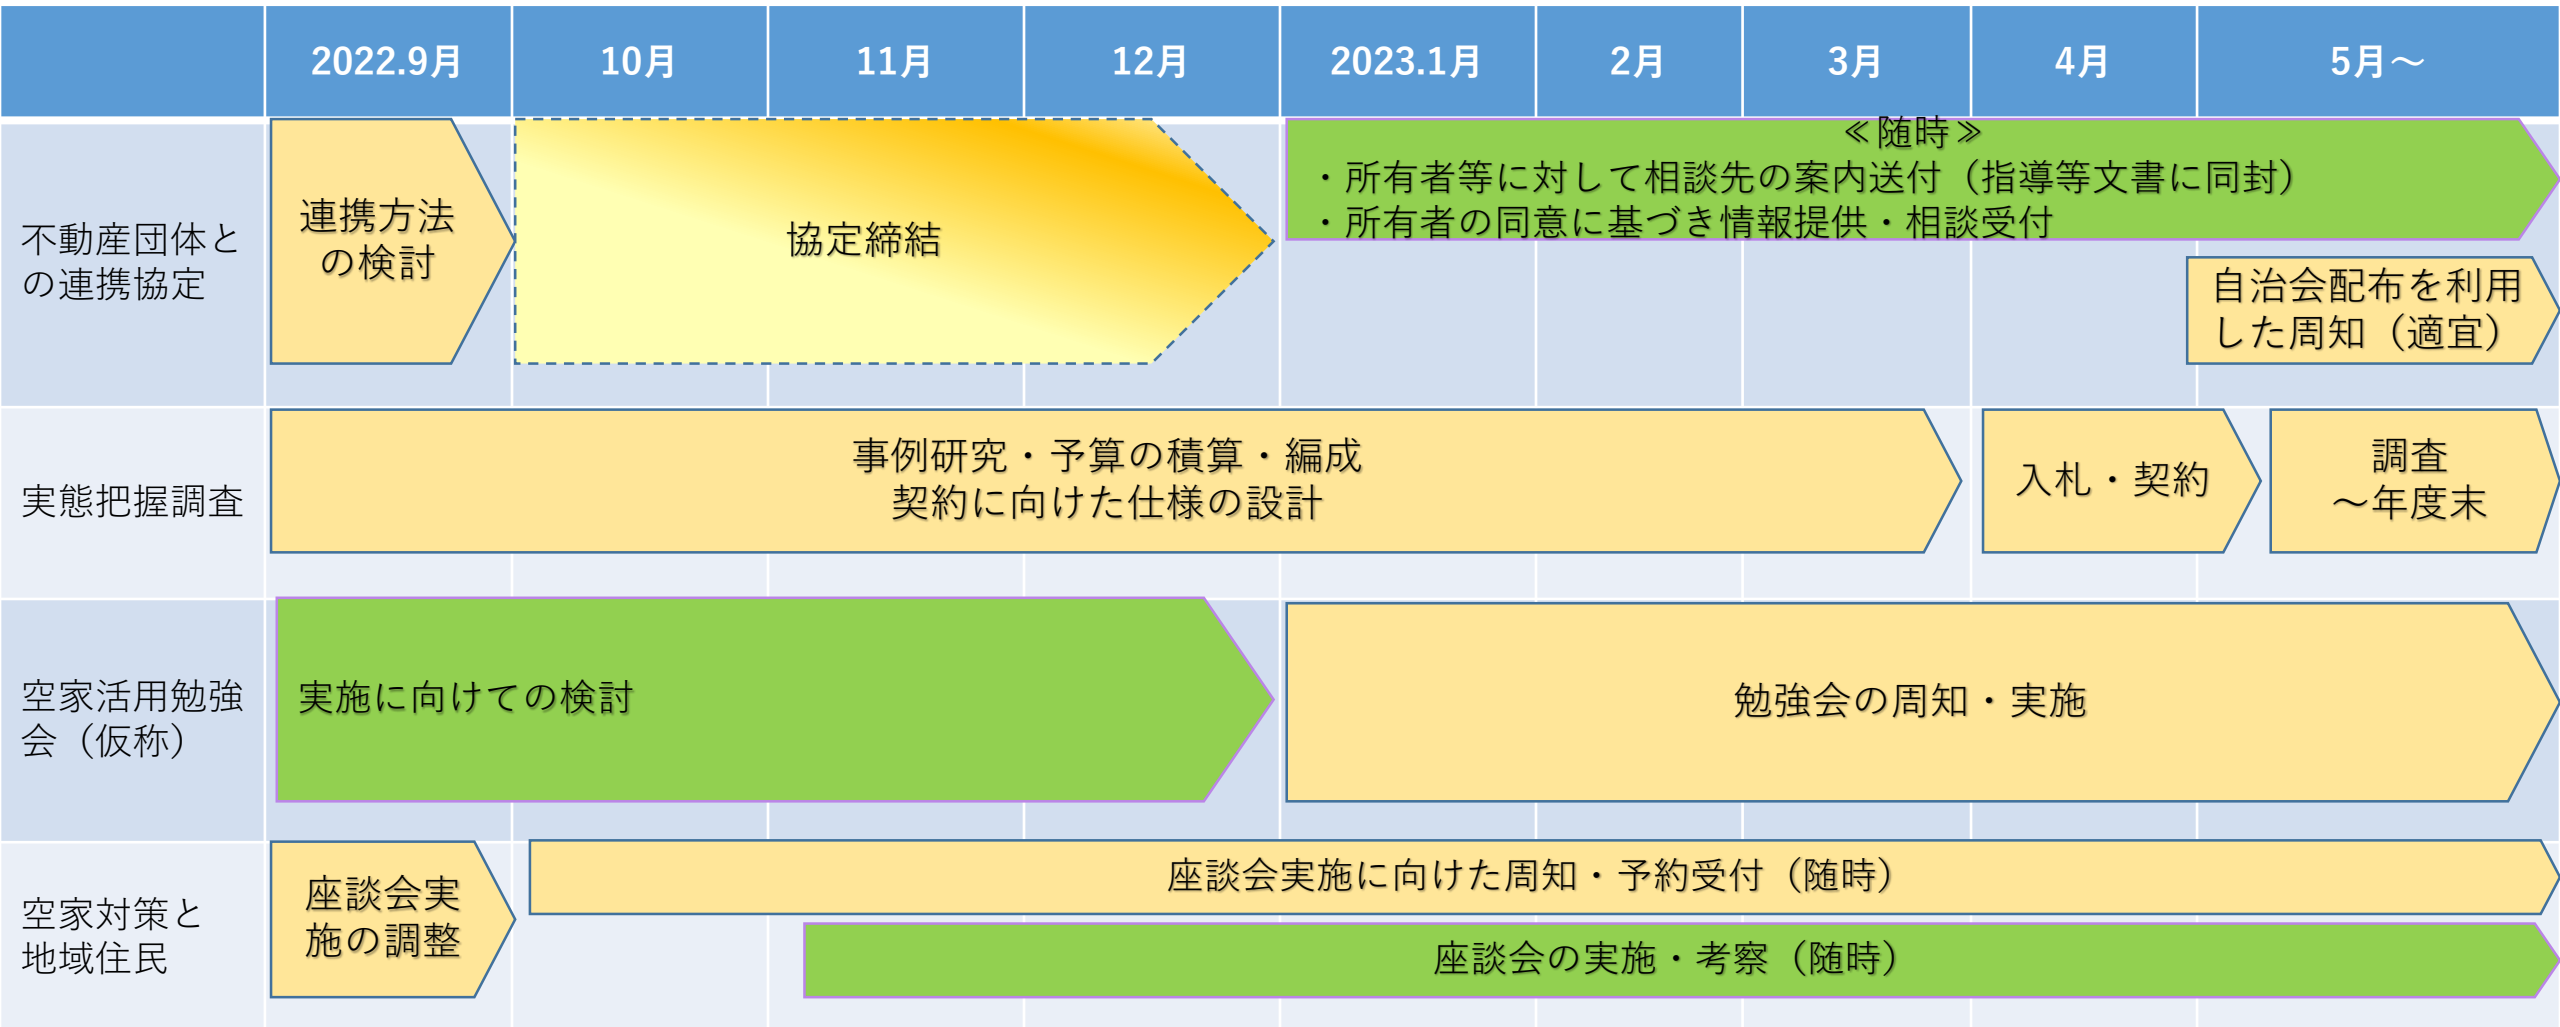 2022.9月
10月
11月
12月
2023.1月
2月
3月
4月
5月～
不動産団体と
の連携協定
連携方法
の検討
協定締結
≪随時≫
・所有者等に対して相談先の案内送付（指導等文書に同封）
・所有者の同意に基づき情報提供・相談受付
自治会配布を利用
した周知（適宜）
実態把握調査
事例研究・予算の積算・編成
契約に向けた仕様の設計
入札・契約
調査
～年度末
空家活用勉強
会（仮称）
実施に向けての検討
勉強会の周知・実施
空家対策と
地域住民
座談会実
施の調整
座談会実施に向けた周知・予約受付（随時）
座談会の実施・考察（随時）